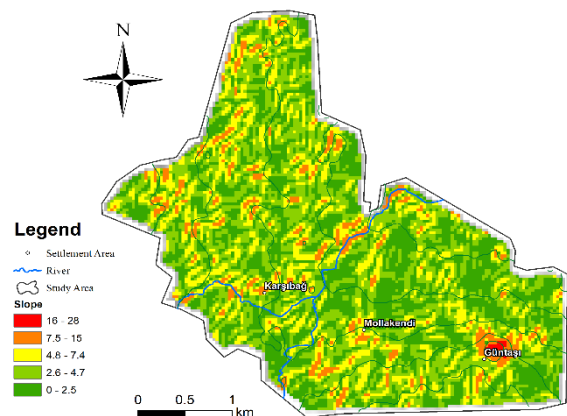 N
Legend
Settlement Area
River
Study Area
Slope
16 - 28
7.5 - 15
4.8 - 7.4
2.6 - 4.7
0 - 2.5
Karşıbağ
Mollakendi
Güntaşı
0 0.5 1
km